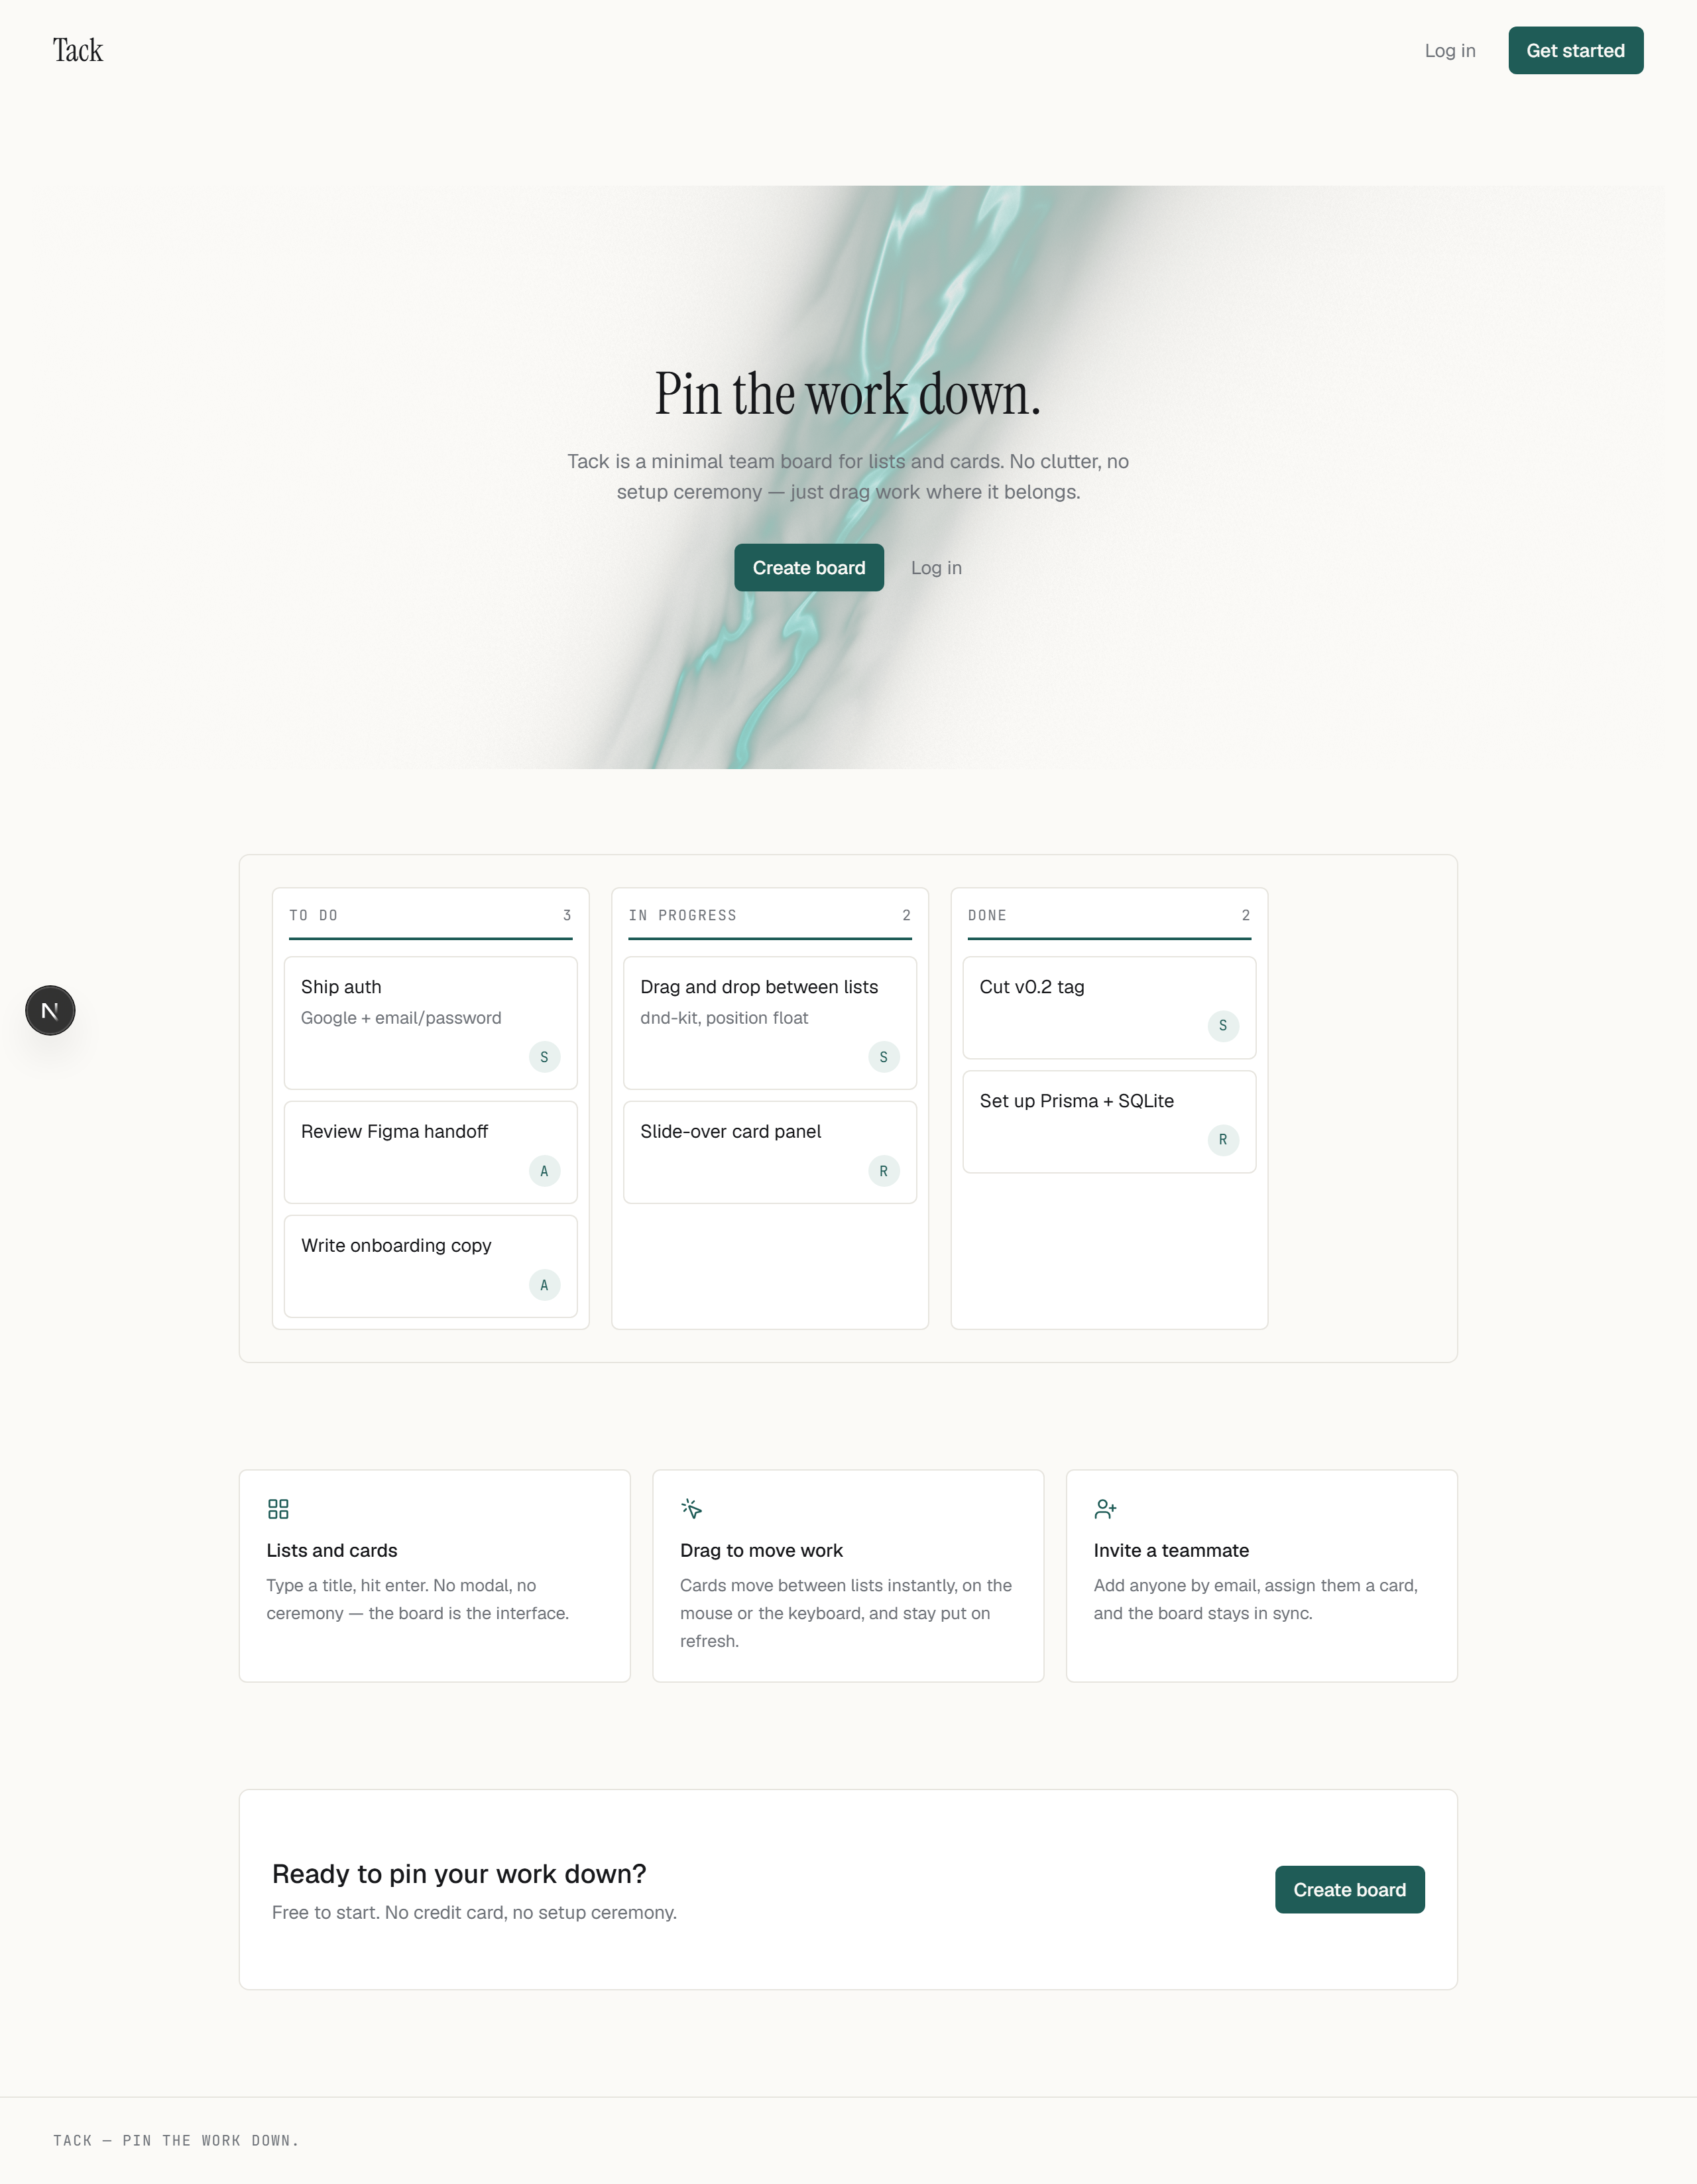 Tack
Log in
Get started
Pin the work down.
Tack is a minimal team board for lists and cards. No clutter, no
setup ceremony — just drag work where it belongs.
Create board
Log in
TO DO
3
Ship auth
Google + email/password
S
Review Figma handoff
A
Write onboarding copy
A
IN PROGRESS
2
Drag and drop between lists
dnd-kit, position float
S
Slide-over card panel
R
DONE
2
Cut v0.2 tag
S
Set up Prisma + SQLite
R
N
Lists and cards
Type a title, hit enter. No modal, no
ceremony — the board is the interface.
Drag to move work
Cards move between lists instantly, on the
mouse or the keyboard, and stay put on
refresh.
Invite a teammate
Add anyone by email, assign them a card,
and the board stays in sync.
Ready to pin your work down?
Free to start. No credit card, no setup ceremony.
Create board
TACK — PIN THE WORK DOWN.